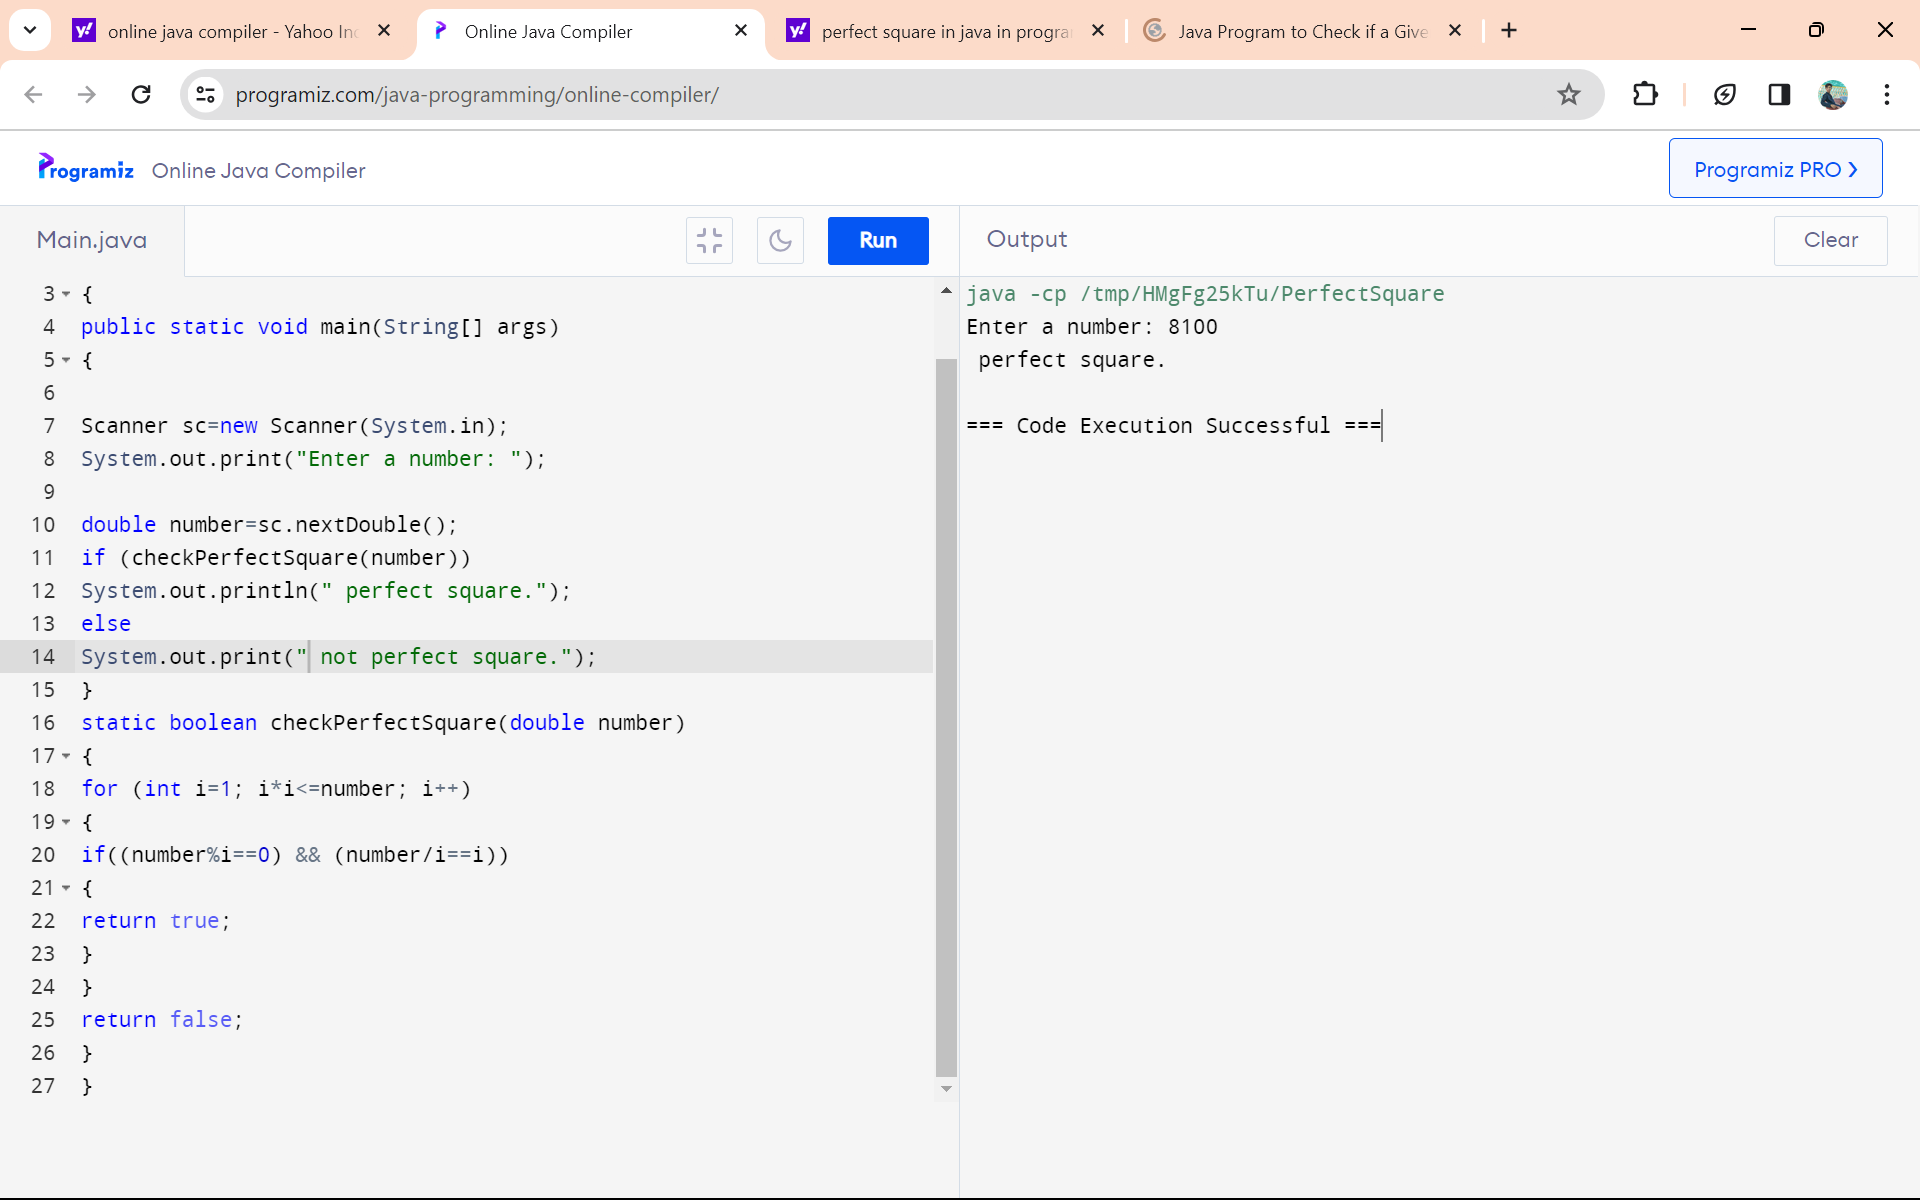 online java compiler - Yahoo In
Online Java Compiler
perfect square in java in progra
Java Program to Check if a Give
programiz.com/java-programming/online-compiler/
Programiz
Online Java Compiler
Programiz PRO
Main.java
Run
Output
Clear
3 {
4 public static void main(String[] args)
5 {
6
7 Scanner sc=new Scanner(System.in);
8 System.out.print("Enter a number: ");
9
10 double number=sc.nextDouble();
11 if (checkPerfectSquare(number))
12 System.out.println(" perfect square.");
13 else
14 System.out.print(" not perfect square.");
15 }
16 static boolean checkPerfectSquare(double number)
17 {
18 for (int i=1; i*i<=number; i++)
19 {
20 if((number%i==0) && (number/i==i))
21 {
22 return true;
23 }
24 }
25 return false;
26 }
27 }
java -cp /tmp/HMgFg25kTu/PerfectSquare
Enter a number: 8100
 perfect square.
=== Code Execution Successful ===